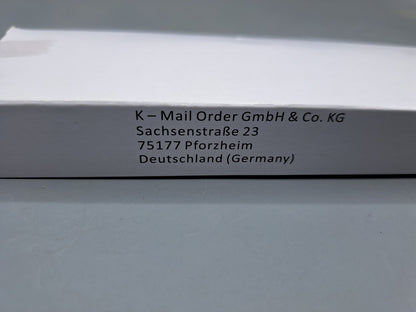 K – Mail Order GmbH & Co. KG
Sachsenstraße 23
75177 Pforzheim
Deutschland (Germany)